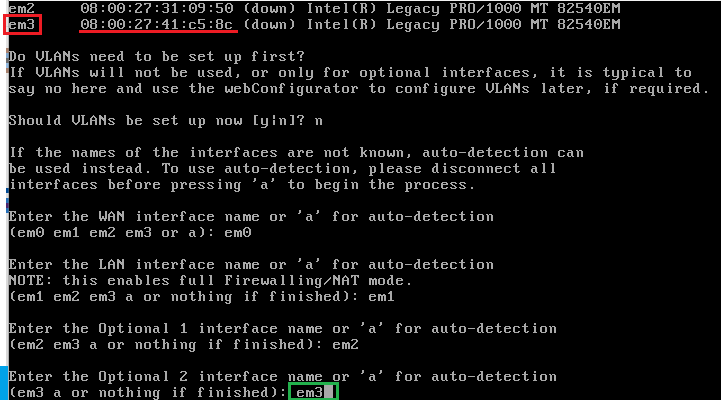 em2 08:00:27:31:09:50 (down) Intel(R) Legacy PRO/1000 MT 82540EM
em3 08:00:27:41:c5:8c (down) Intel(R) Legacy PRO/1000 MT 82540EM
Do VLANs need to be set up first?
If VLANs will not be used, or only for optional interfaces, it is typical to
say no here and use the webConfigurator to configure VLANs later, if required.
Should VLANs be set up now [y|n]? n
If the names of the interfaces are not known, auto-detection can
be used instead. To use auto-detection, please disconnect all
interfaces before pressing 'a' to begin the process.
Enter the WAN interface name or 'a' for auto-detection
(em0 em1 em2 em3 or a): em0
Enter the LAN interface name or 'a' for auto-detection
NOTE: this enables full Firewalling/NAT mode.
(em1 em2 em3 a or nothing if finished): em1
Enter the Optional 1 interface name or 'a' for auto-detection
(em2 em3 a or nothing if finished): em2
Enter the Optional 2 interface name or 'a' for auto-detection
(em3 a or nothing if finished): em3